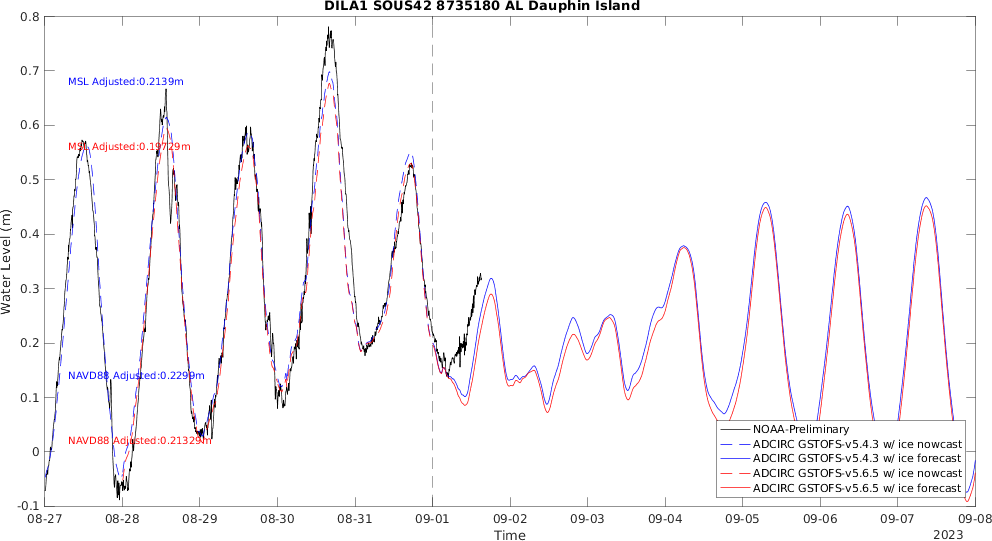 DILA1 SOUS42 8735180 AL Dauphin Island
Water Level (m)
0.8
0.7
0.6
0.5
0.4
0.3
0.2
0.1
0
-0.1
MSL Adjusted:0.2139m
MSL Adjusted:0.19729m
NAVD88 Adjusted:0.2299m
NAVD88 Adjusted:0.21329m
NOAA-Preliminary
ADCIRC GSTOFS-v5.4.3 w/ ice nowcast
ADCIRC GSTOFS-v5.4.3 w/ ice forecast
ADCIRC GSTOFS-v5.6.5 w/ ice nowcast
ADCIRC GSTOFS-v5.6.5 w/ ice forecast
08-27 08-28 08-29 08-30 08-31 09-01 09-02 09-03 09-04 09-05 09-06 09-07 09-08
Time
2023